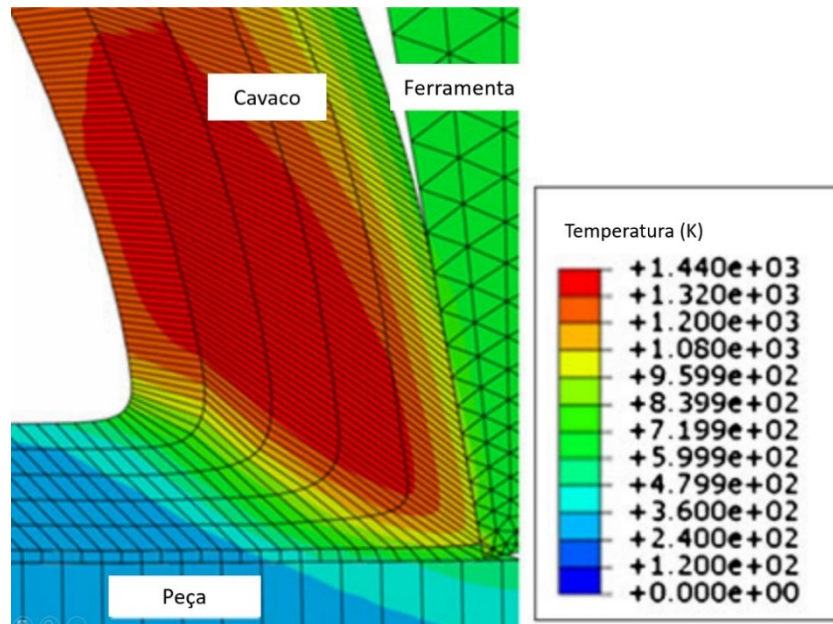 Cavaco
Ferramenta
Peça
Temperatura (K)
+1.440e+03
+1.320e+03
+1.200e+03
+1.080e+03
+9.599e+02
+8.399e+02
+7.199e+02
+5.999e+02
+4.799e+02
+3.600e+02
+2.400e+02
+1.200e+02
+0.000e+00